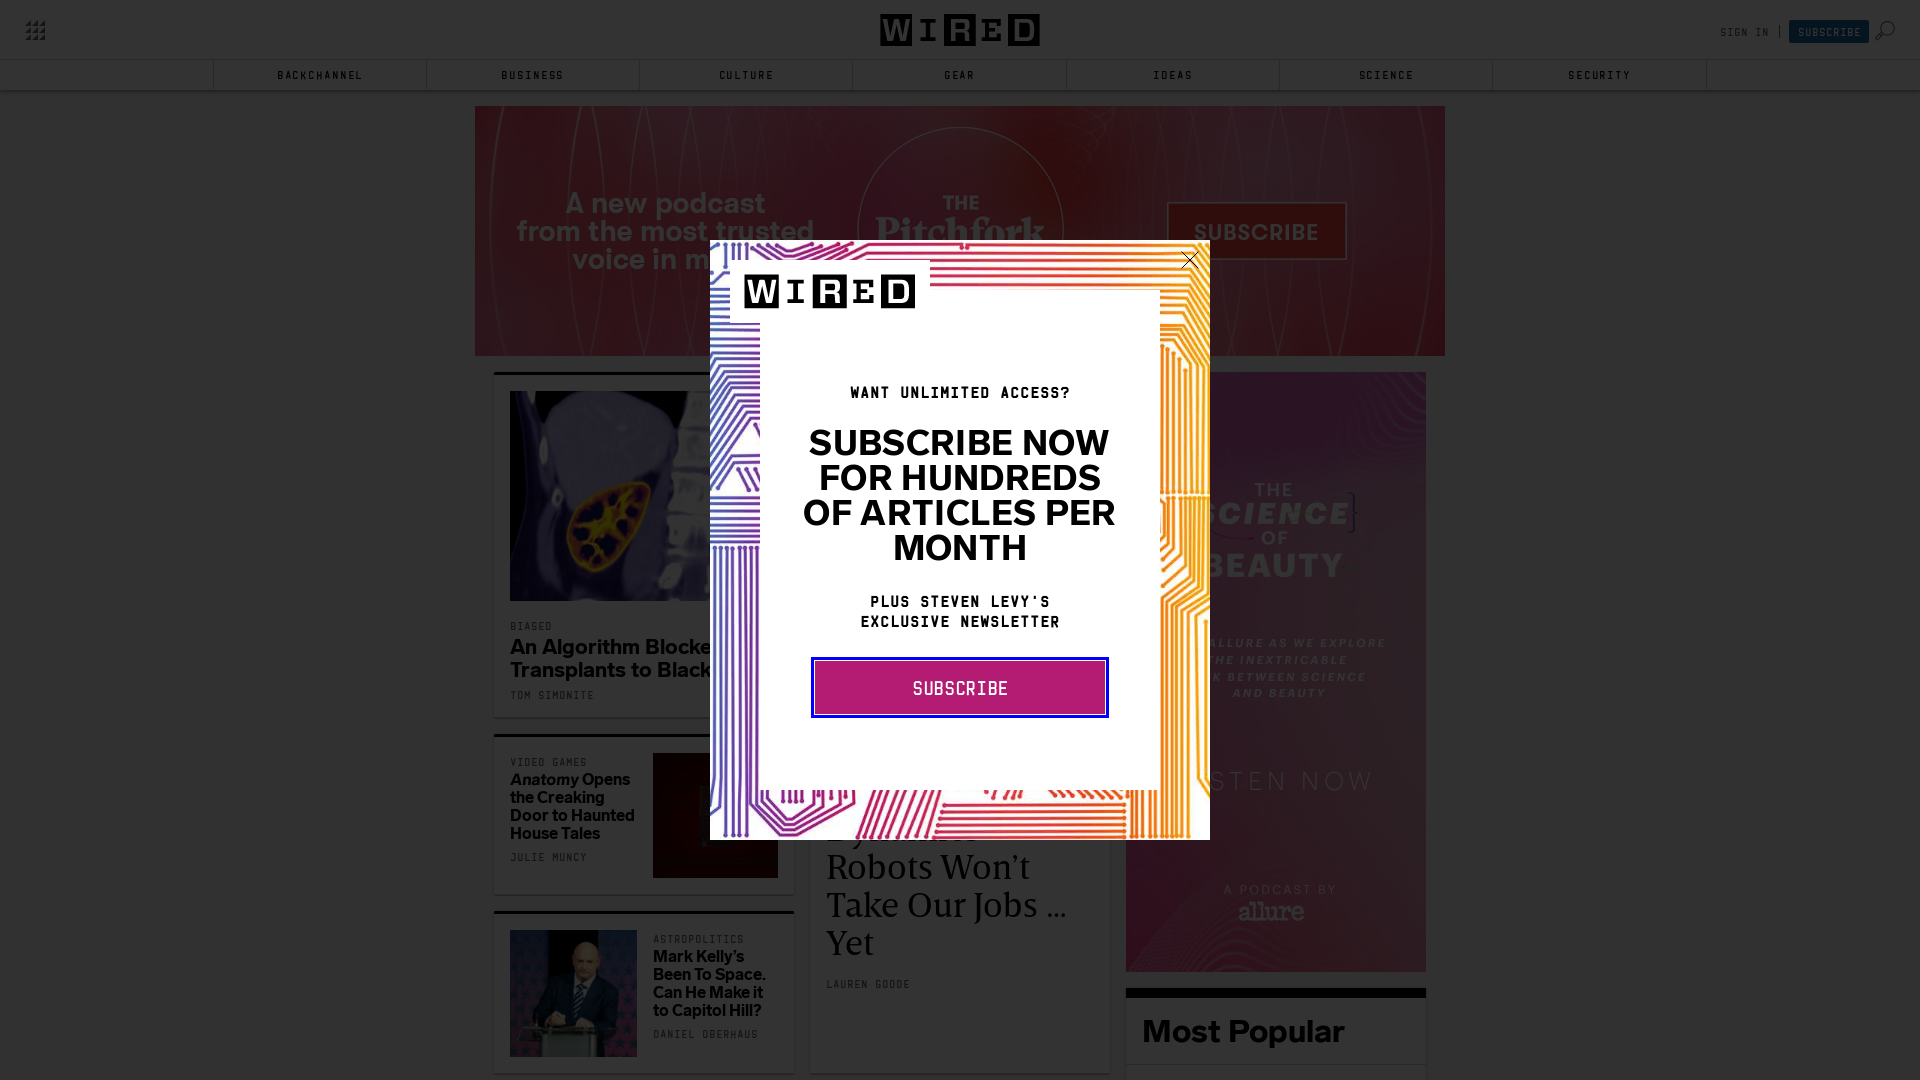 WIRED
SIGN IN
SUBSCRIBE
BACKCHANNEL
BUSINESS
CULTURE
GEAR
IDEAS
SCIENCE
SECURITY
A new podcast
from the most trusted
voice in m
THE
Pitchfork
SUBSCRIBE
WIRED
WANT UNLIMITED ACCESS?
SUBSCRIBE NOW
FOR HUNDREDS
OF ARTICLES PER
MONTH
PLUS STEVEN LEVY'S
EXCLUSIVE NEWSLETTER
SUBSCRIBE
BIASED
An Algorithm Blocke
Transplants to Black
TOM SIMONITE
VIDEO GAMES
Anatomy Opens
the Creaking
Door to Haunted
House Tales
JULIE MUNCY
ASTROPOLITICS
Mark Kelly’s
Been To Space.
Can He Make it
to Capitol Hill?
DANIEL OBERHAUS
Robots Won’t
Take Our Jobs ...
Yet
LAUREN GOODE
THE
SCIENCE
OF
BEAUTY
ALLURE AS WE EXPLORE
THE INEXTRICABLE
K BETWEEN SCIENCE
AND BEAUTY
STEN NOW
A PODCAST BY
allure
Most Popular